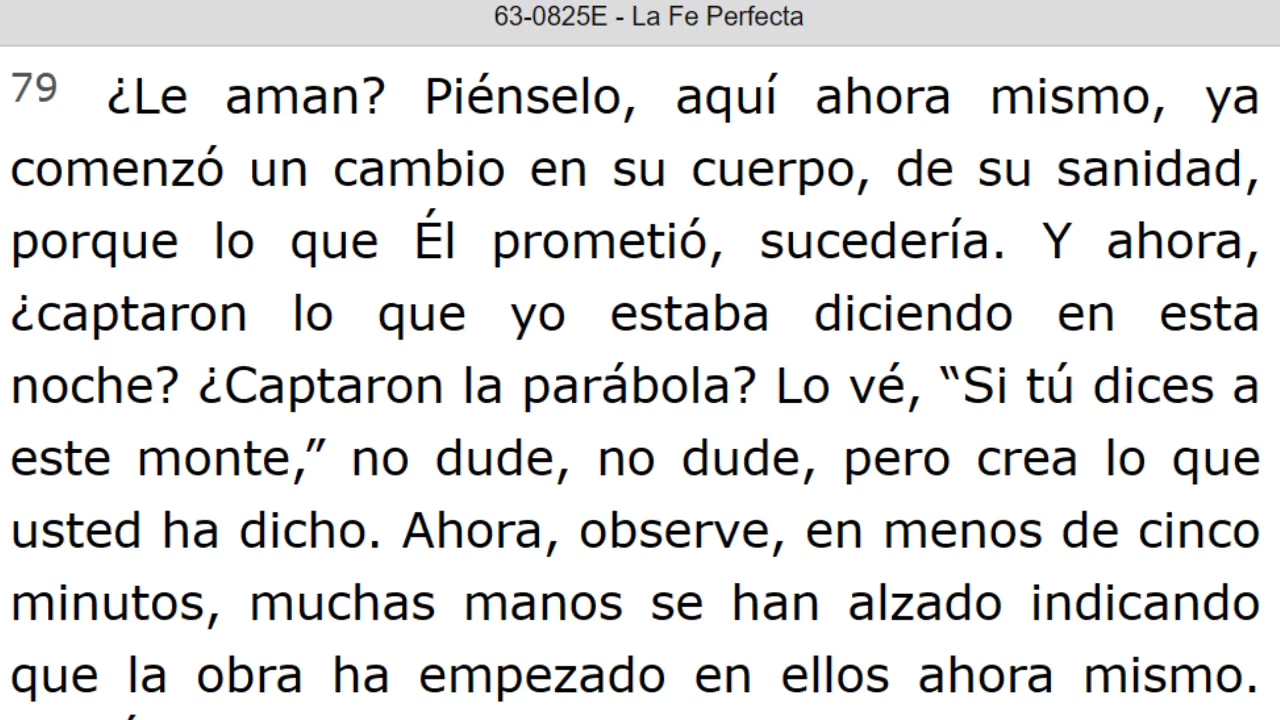 63-0825E - La Fe Perfecta
79 ¿Le aman? Piénselo, aquí ahora mismo, ya
comenzó un cambio en su cuerpo, de su sanidad,
porque lo que Él prometió, sucedería. Y ahora,
¿captaron lo que yo estaba diciendo en esta
noche? ¿Captaron la parábola? Lo vé, “Si tú dices a
este monte,” no dude, no dude, pero crea lo que
usted ha dicho. Ahora, observe, en menos de cinco
minutos, muchas manos se han alzado indicando
que la obra ha empezado en ellos ahora mismo.